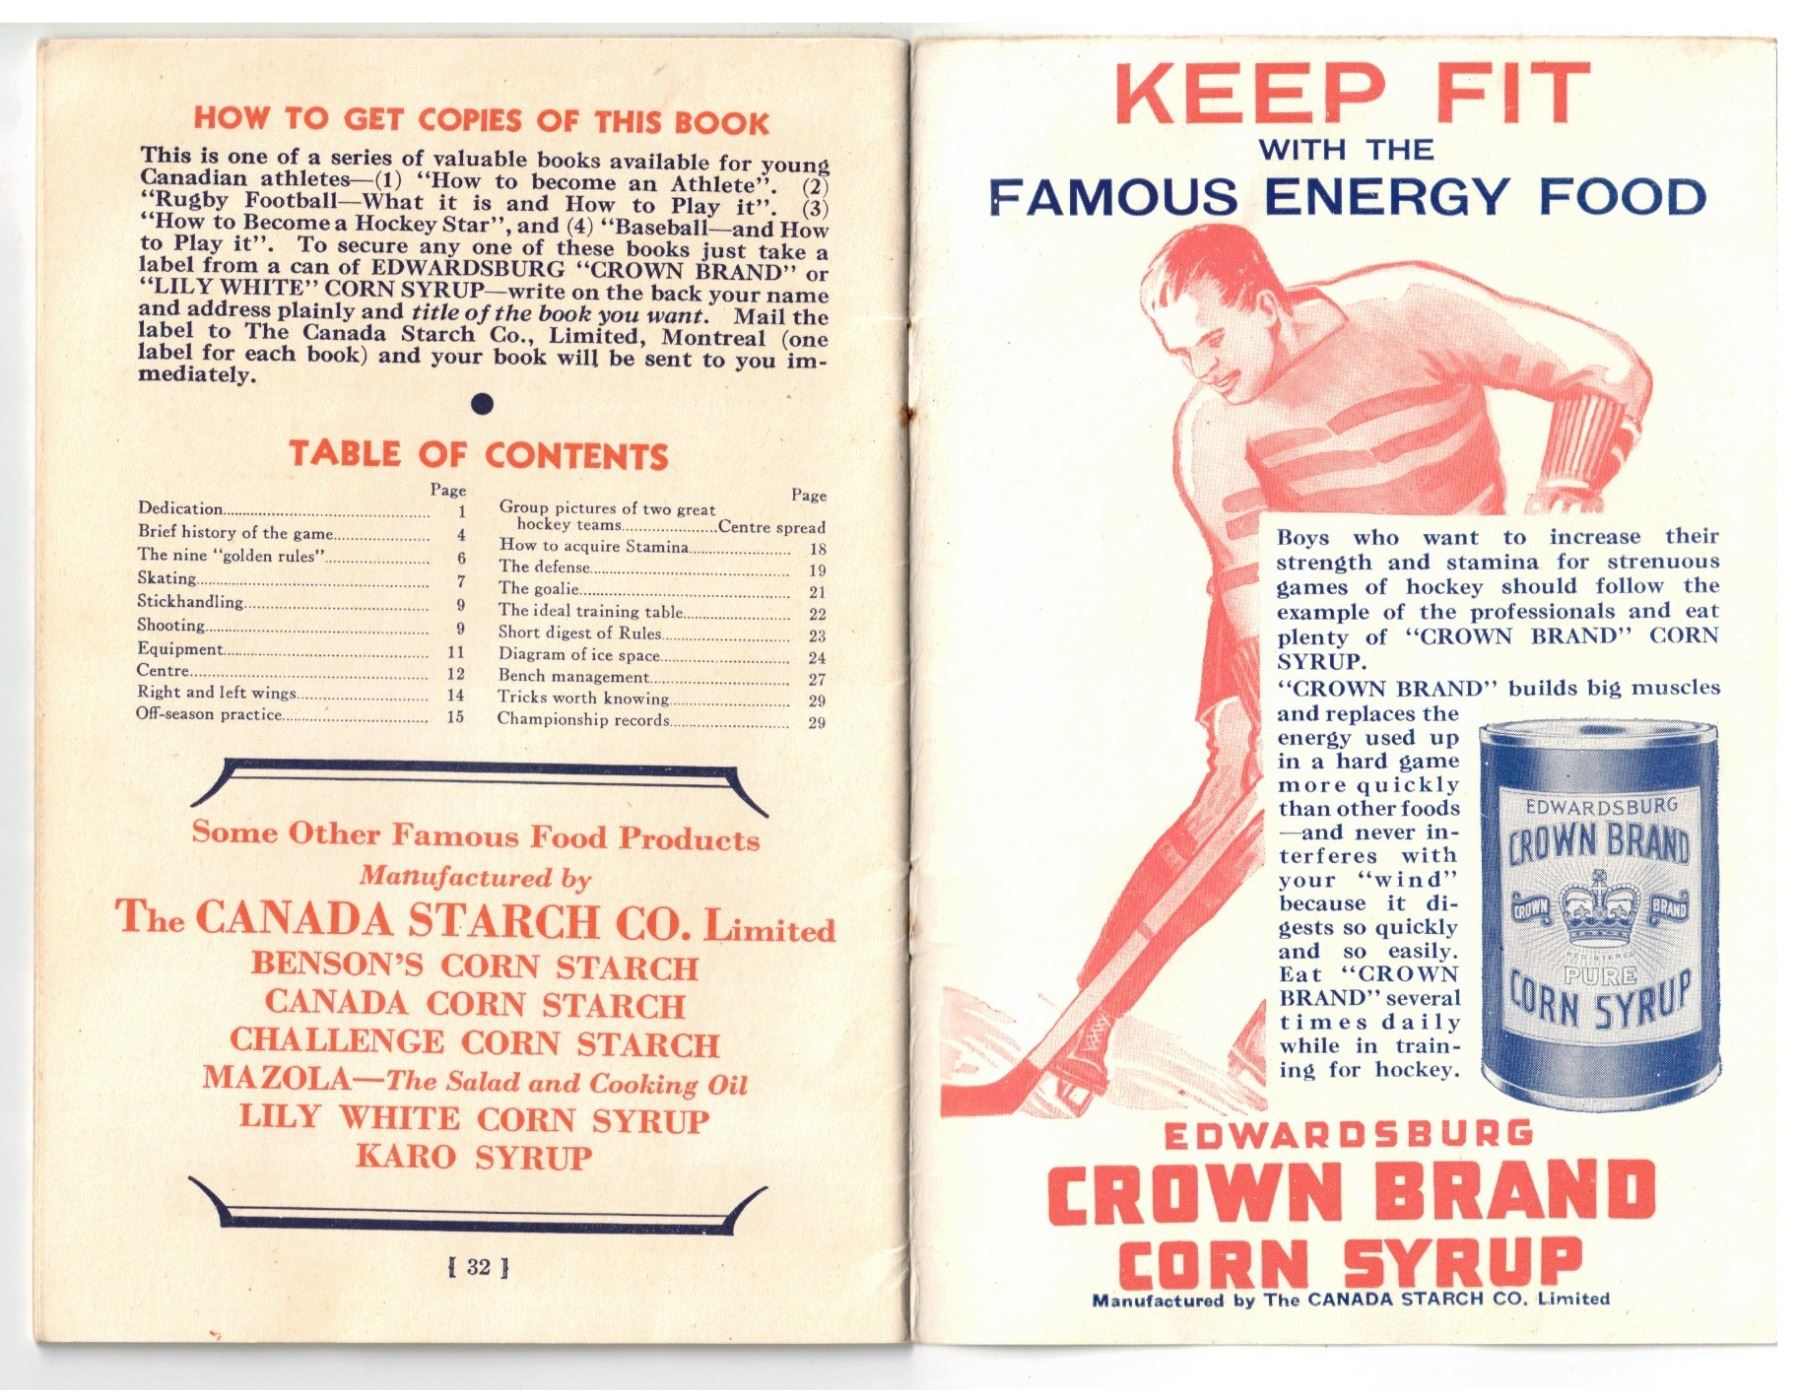 HOW TO GET COPIES OF THIS BOOK
This is one of a series of valuable books available for young
Canadian athletes—(1) “How to become an Athlete”. (2)
“Rugby Football—What it is and How to Play it”. (3)
“How to Become a Hockey Star”, and (4) “Baseball—and How
to Play it”. To secure any one of these books just take a
label from a can of EDWARDSBURG “CROWN BRAND” or
“LILY WHITE” CORN SYRUP—write on the back your name
and address plainly and title of the book you want. Mail the
label to The Canada Starch Co., Limited, Montreal (one
label for each book) and your book will be sent to you im-
mediately.
TABLE OF CONTENTS
Page
Dedication 1
Brief history of the game 4
The nine “golden rules” 6
Skating 7
Stickhandling 9
Shooting 9
Equipment 11
Centre 12
Right and left wings 14
Off-season practice 15
Page
Group pictures of two great
hockey teams Centre spread
How to acquire Stamina 18
The defense 19
The goalie 21
The ideal training table 22
Short digest of Rules 23
Diagram of ice space 24
Bench management 27
Tricks worth knowing 29
Championship records 29
Some Other Famous Food Products
Manufactured by
The CANADA STARCH CO. Limited
BENSON’S CORN STARCH
CANADA CORN STARCH
CHALLENGE CORN STARCH
MAZOLA—The Salad and Cooking Oil
LILY WHITE CORN SYRUP
KARO SYRUP
[ 32 ]
KEEP FIT
WITH THE
FAMOUS ENERGY FOOD
Boys who want to increase their
strength and stamina for strenuous
games of hockey should follow the
example of the professionals and eat
plenty of “CROWN BRAND” CORN
SYRUP.
“CROWN BRAND” builds big muscles
and replaces the
energy used up
in a hard game
more quickly
than other foods
—and never in-
terferes with
your “wind”
because it di-
gests so quickly
and so easily.
Eat “CROWN
BRAND” several
times daily
while in train-
ing for hockey.
EDWARDSBURG
CROWN BRAND
CROWN BRAND
REGISTERED
PURE
CORN SYRUP
EDWARDSBURG
CROWN BRAND
CORN SYRUP
Manufactured by The CANADA STARCH CO. Limited